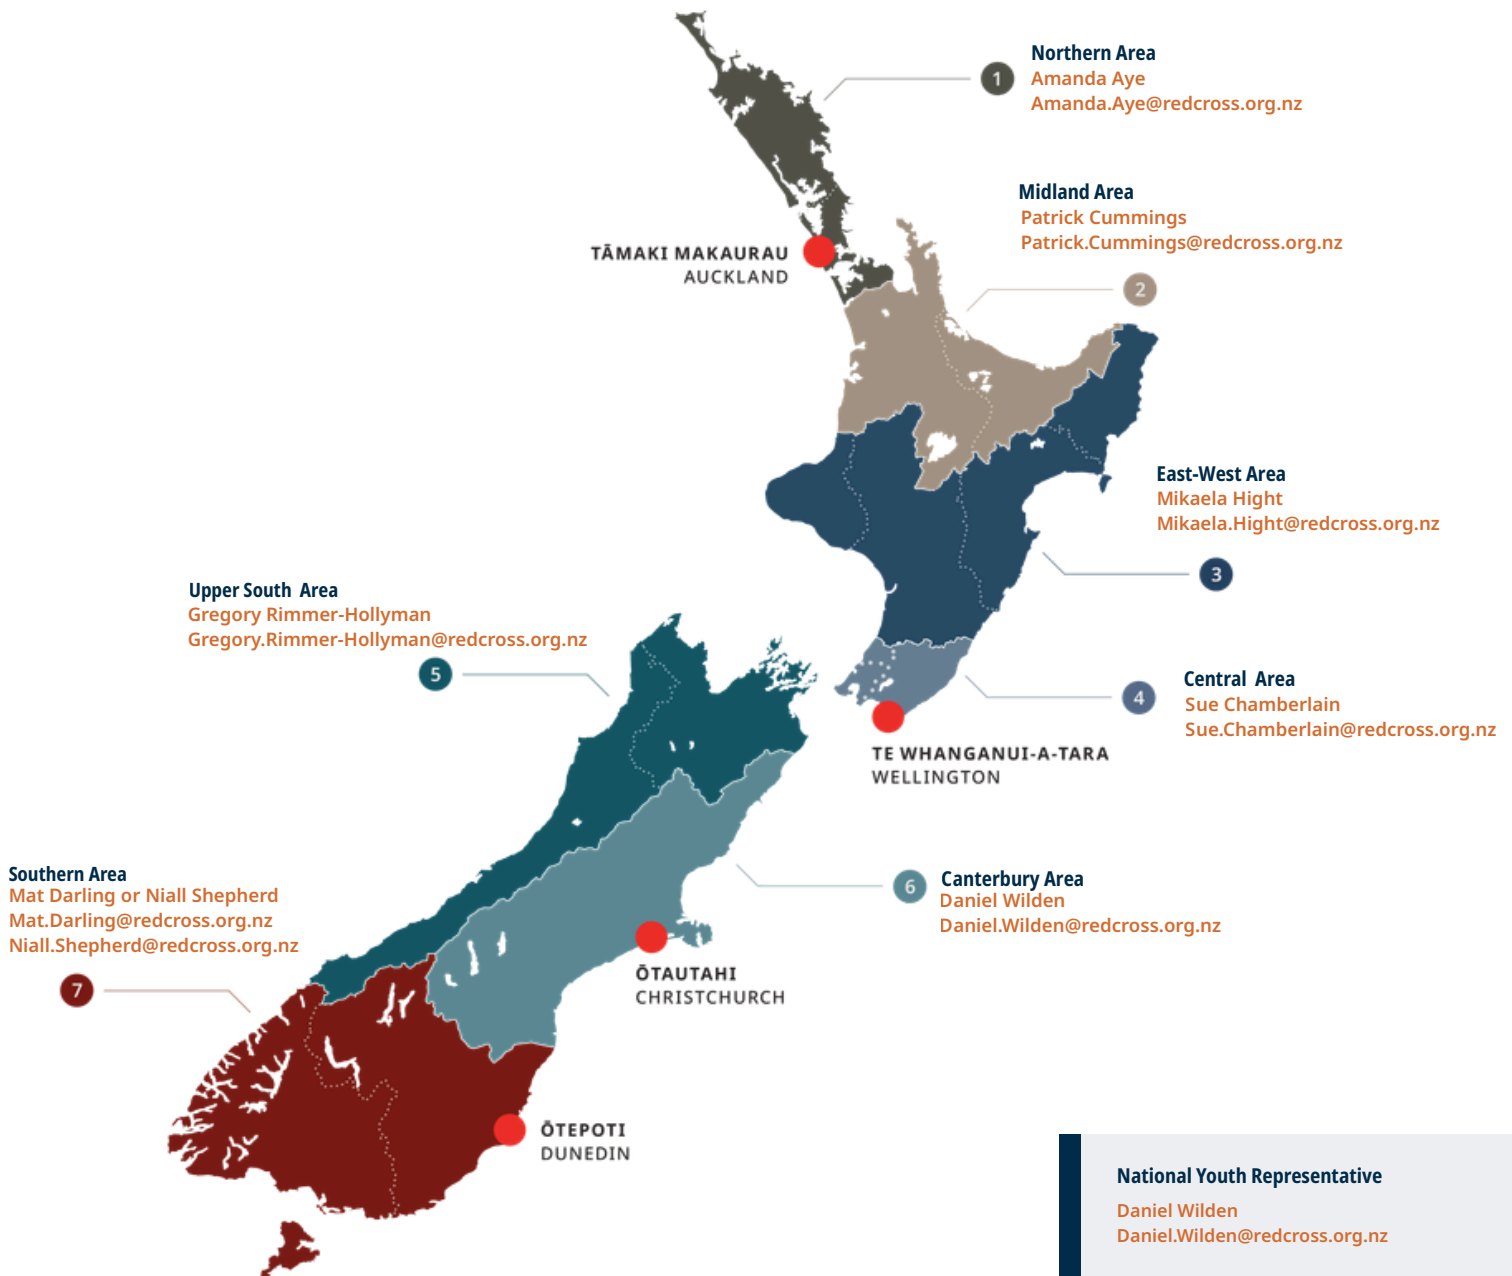 Northern Area
Amanda Aye
Amanda.Aye@redcross.org.nz
1
Midland Area
Patrick Cummings
Patrick.Cummings@redcross.org.nz
2
TĀMAKI MAKAURAU
AUCKLAND
East-West Area
Mikaela Hight
Mikaela.Hight@redcross.org.nz
3
Upper South Area
Gregory Rimmer-Hollyman
Gregory.Rimmer-Hollyman@redcross.org.nz
5
Central Area
Sue Chamberlain
Sue.Chamberlain@redcross.org.nz
4
TE WHANGANUI-A-TARA
WELLINGTON
Southern Area
Mat Darling or Niall Shepherd
Mat.Darling@redcross.org.nz
Niall.Shepherd@redcross.org.nz
7
Canterbury Area
Daniel Wilden
Daniel.Wilden@redcross.org.nz
6
ŌTAUTAHI
CHRISTCHURCH
ŌTEPOTI
DUNEDIN
National Youth Representative
Daniel Wilden
Daniel.Wilden@redcross.org.nz